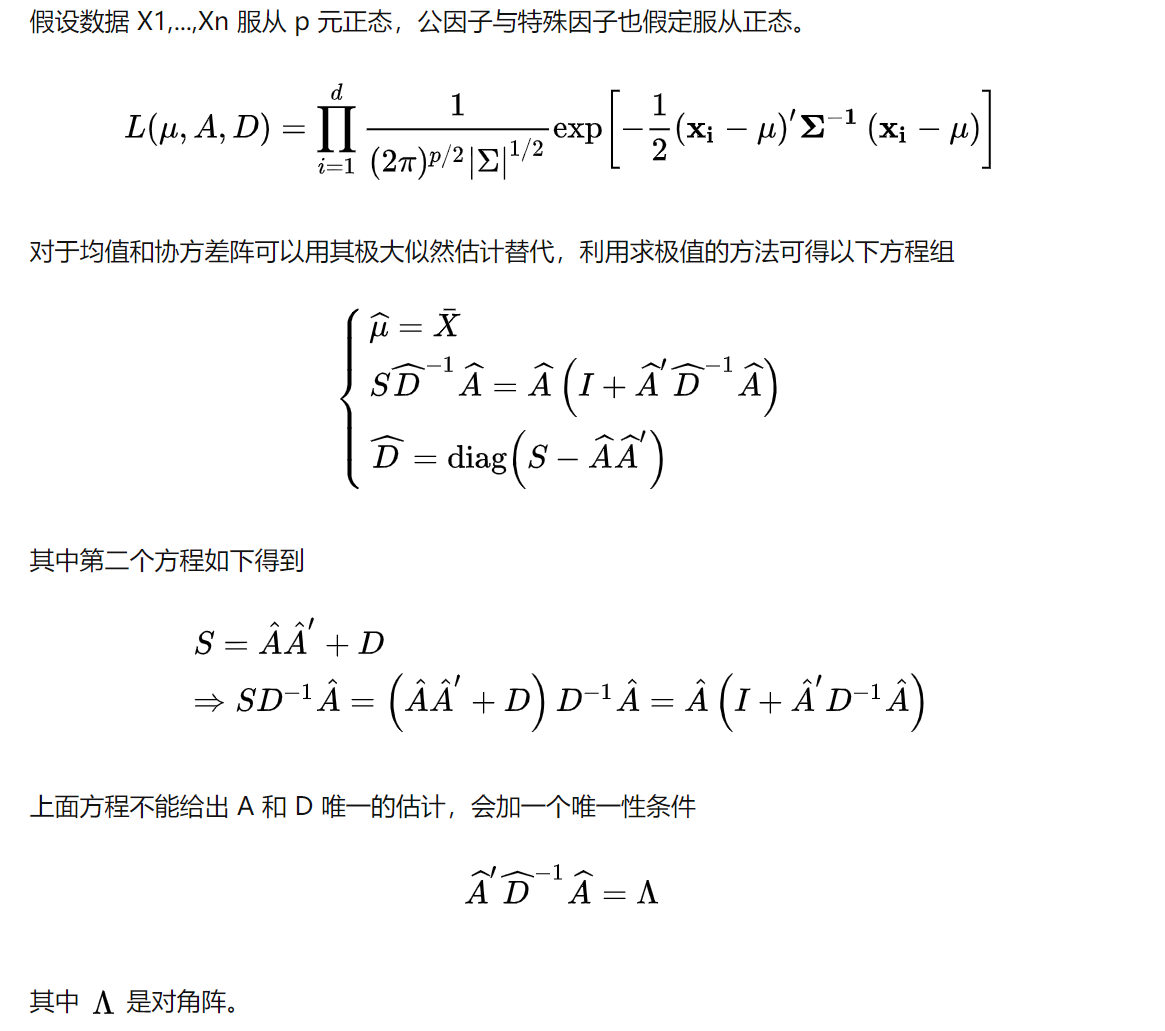 假设数据 X1,...,Xn 服从 p 元正态，公因子与特殊因子也假定服从正态。
$L(\mu, A, D) = \prod_{i=1}^{d} \frac{1}{(2\pi)^{p/2}|\Sigma|^{1/2}} \exp\left[-\frac{1}{2}(\mathbf{x_i} - \mu)' \mathbf{\Sigma^{-1}} (\mathbf{x_i} - \mu)\right]$
对于均值和协方差阵可以用其极大似然估计替代，利用求极值的方法可得以下方程组
$\begin{cases} \widehat{\mu} = \bar{X} \\ S\widehat{D}^{-1}\widehat{A} = \widehat{A}\left(I + \widehat{A}'\widehat{D}^{-1}\widehat{A}\right) \\ \widehat{D} = \operatorname{diag}\left(S - \widehat{A}\widehat{A}'\right) \end{cases}$
其中第二个方程如下得到
$S = \hat{A}\hat{A}' + D$
$\Rightarrow SD^{-1}\hat{A} = \left(\hat{A}\hat{A}' + D\right)D^{-1}\hat{A} = \hat{A}\left(I + \hat{A}'D^{-1}\hat{A}\right)$
上面方程不能给出 A 和 D 唯一的估计，会加一个唯一性条件
$\widehat{A}'\widehat{D}^{-1}\widehat{A} = \Lambda$
其中 $\Lambda$ 是对角阵。